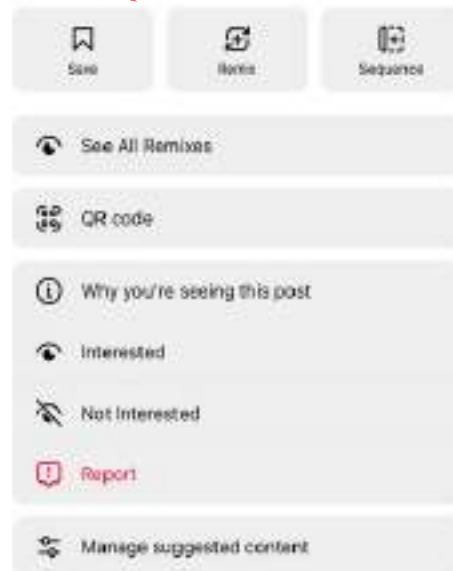 Save
Remix
Sequence
See All Remixes
QR code
Why you're seeing this post
Interested
Not Interested
Report
Manage suggested content